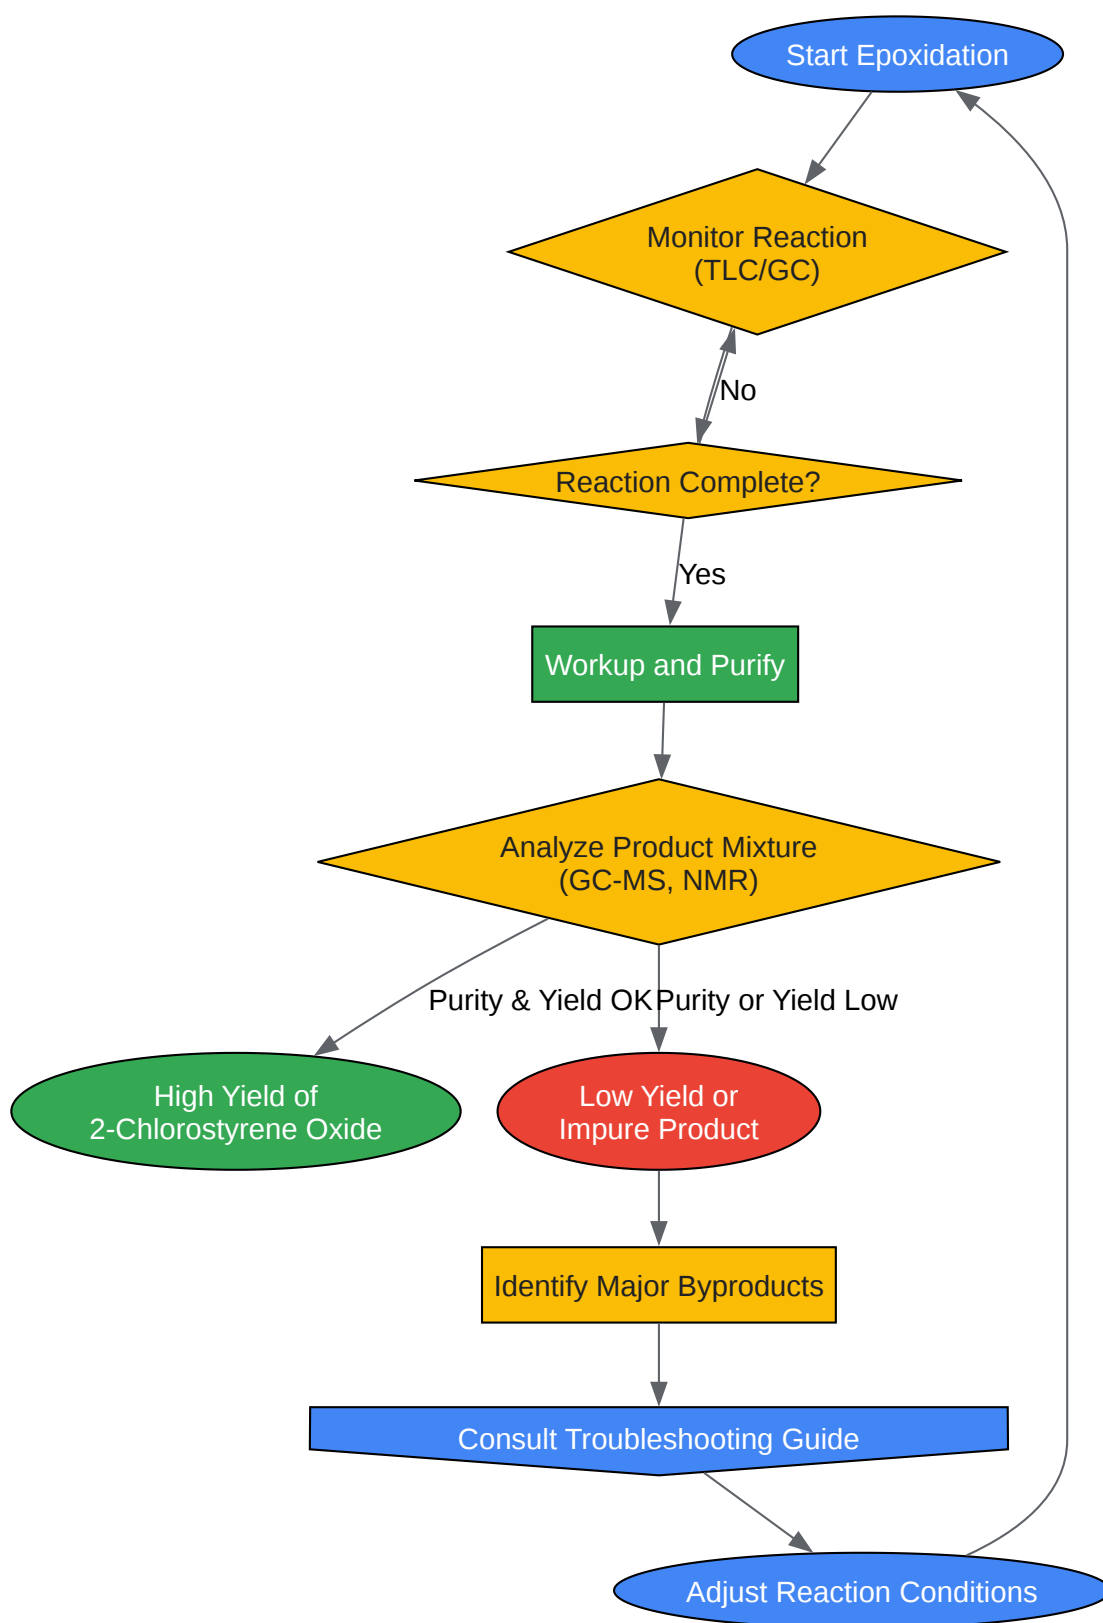 Start Epoxidation
Monitor Reaction
(TLC/GC)
No
Reaction Complete?
Yes
Workup and Purify
Analyze Product Mixture
(GC-MS, NMR)
Purity & Yield OK
Purity or Yield Low
High Yield of
2-Chlorostyrene Oxide
Low Yield or
Impure Product
Identify Major Byproducts
Consult Troubleshooting Guide
Adjust Reaction Conditions